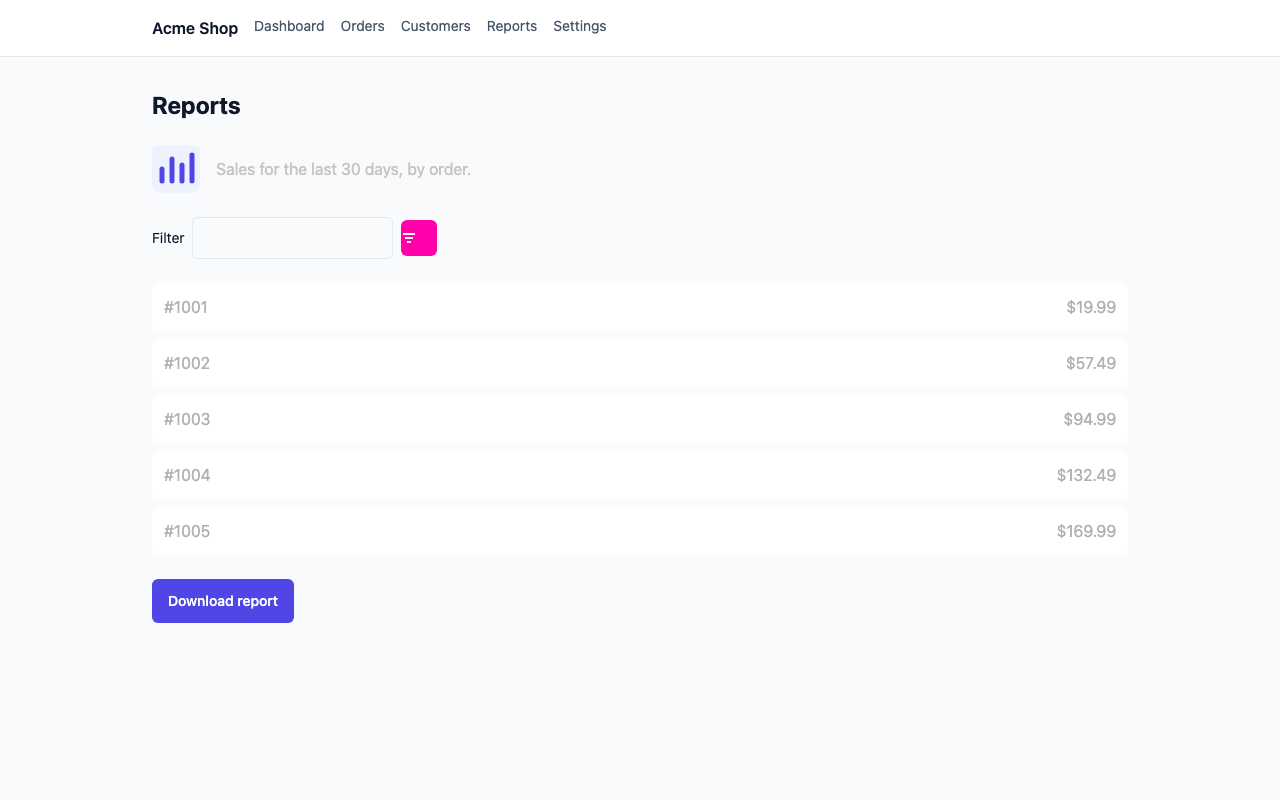 Acme Shop Dashboard Orders Customers Reports Settings
Reports
Sales for the last 30 days, by order.
Filter
#1001 $19.99
#1002 $57.49
#1003 $94.99
#1004 $132.49
#1005 $169.99
Download report